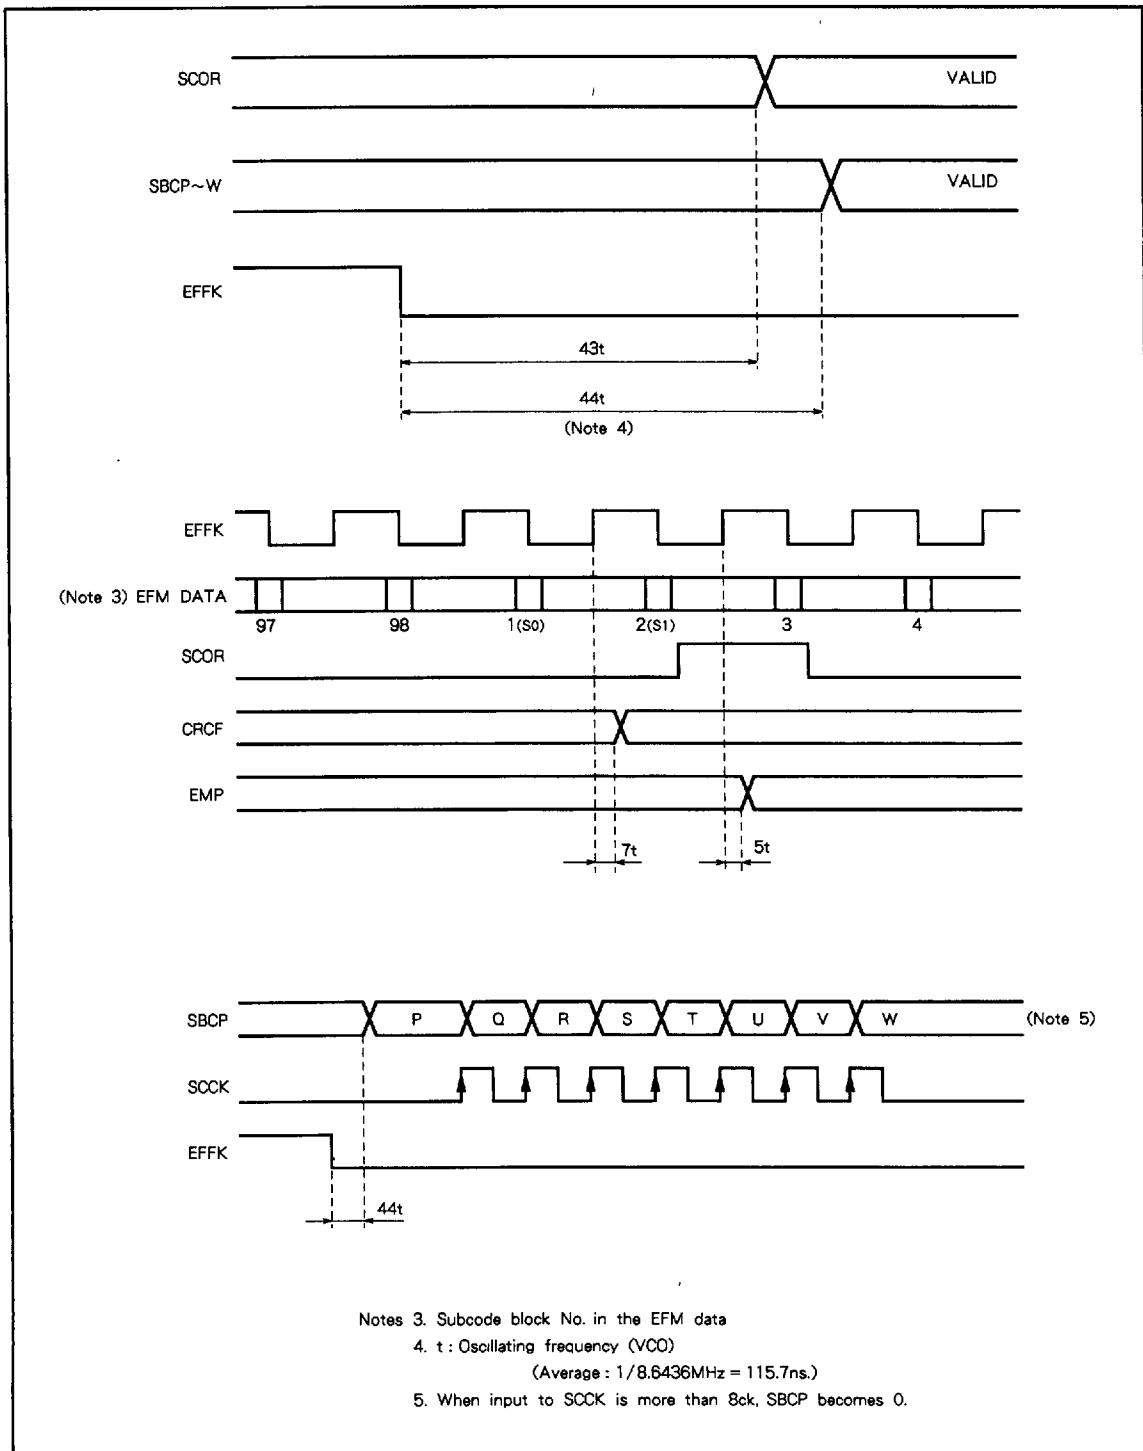 SCOR
VALID
SBCP~W
VALID
EFFK
43t
44t
(Note 4)
EFFK
(Note 3) EFM DATA
97 98 1(S0) 2(S1) 3 4
SCOR
CRCF
EMP
7t 5t
SBCP P Q R S T U V W (Note 5)
SCCK
EFFK
44t
Notes 3. Subcode block No. in the EFM data
4. t : Oscillating frequency (VCO)
(Average : 1/8.6436MHz = 115.7ns.)
5. When input to SCCK is more than 8ck, SBCP becomes 0.